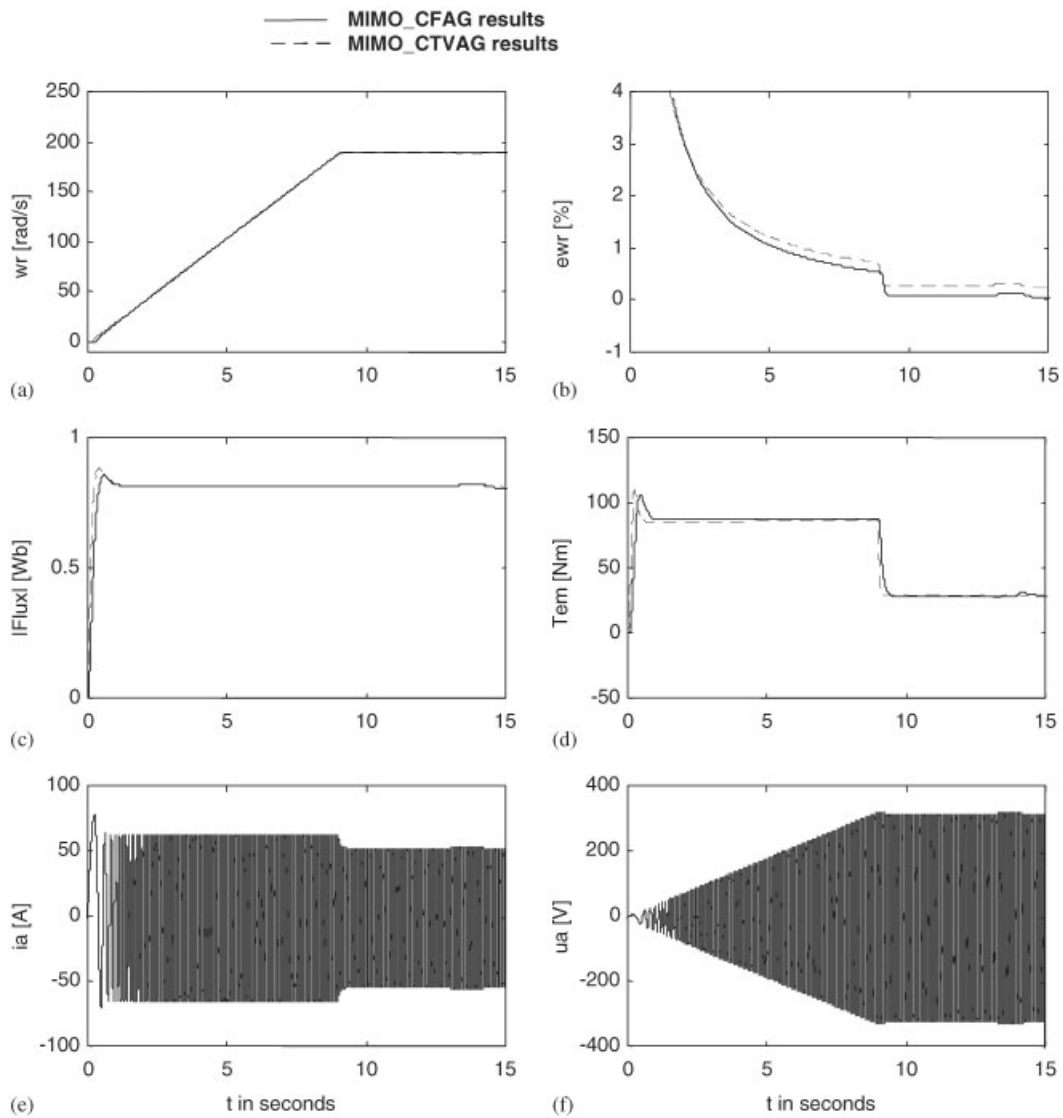 MIMO_CFAG results
MIMO_CTVAG results
250
200
150
100
50
0
wr [rad/s]
0 5 10 15
(a)
4
3
2
1
0
-1
ewr [%]
0 5 10 15
(b)
1
0.5
0
|Flux| [Wb]
0 5 10 15
(c)
150
100
50
0
-50
Tem [Nm]
0 5 10 15
(d)
100
50
0
-50
-100
ia [A]
0 5 10 15
(e)
t in seconds
400
200
0
-200
-400
ua [V]
0 5 10 15
(f)
t in seconds